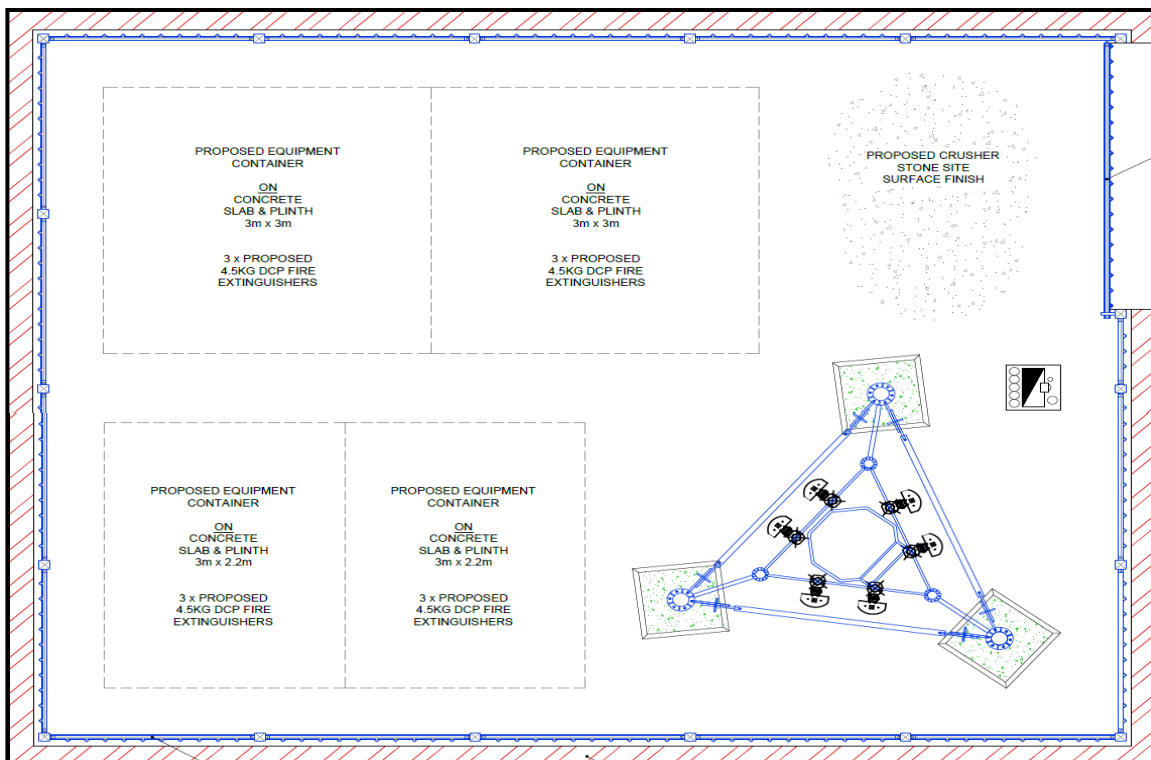 PROPOSED EQUIPMENT
CONTAINER
ON
CONCRETE
SLAB & PLINTH
3m x 3m
3 x PROPOSED
4.5KG DCP FIRE
EXTINGUISHERS
PROPOSED EQUIPMENT
CONTAINER
ON
CONCRETE
SLAB & PLINTH
3m x 3m
3 x PROPOSED
4.5KG DCP FIRE
EXTINGUISHERS
PROPOSED CRUSHER
STONE SITE
SURFACE FINISH
PROPOSED EQUIPMENT
CONTAINER
ON
CONCRETE
SLAB & PLINTH
3m x 2.2m
3 x PROPOSED
4.5KG DCP FIRE
EXTINGUISHERS
PROPOSED EQUIPMENT
CONTAINER
ON
CONCRETE
SLAB & PLINTH
3m x 2.2m
3 x PROPOSED
4.5KG DCP FIRE
EXTINGUISHERS